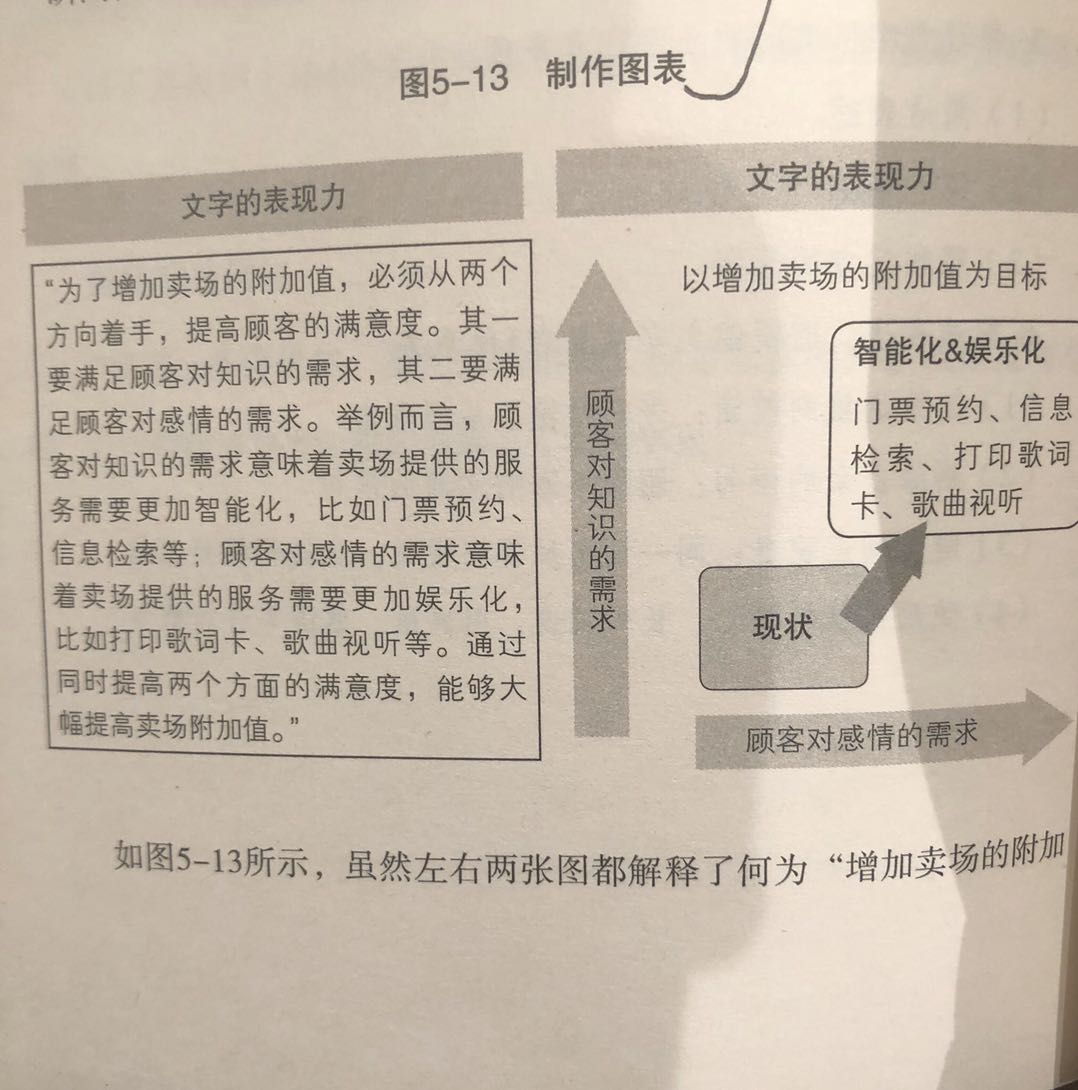 图5-13 制作图表
文字的表现力
“为了增加卖场的附加值，必须从两个
方向着手，提高顾客的满意度。其一
要满足顾客对知识的需求，其二要满
足顾客对感情的需求。举例而言，顾
客对知识的需求意味着卖场提供的服
务需要更加智能化，比如门票预约、
信息检索等；顾客对感情的需求意味
着卖场提供的服务需要更加娱乐化，
比如打印歌词卡、歌曲视听等。通过
同时提高两个方面的满意度，能够大
幅提高卖场附加值。”
文字的表现力
以增加卖场的附加值为目标
顾客对知识的需求
智能化&娱乐化
门票预约、信息
检索、打印歌词
卡、歌曲视听
现状
顾客对感情的需求
如图5-13所示，虽然左右两张图都解释了何为“增加卖场的附加